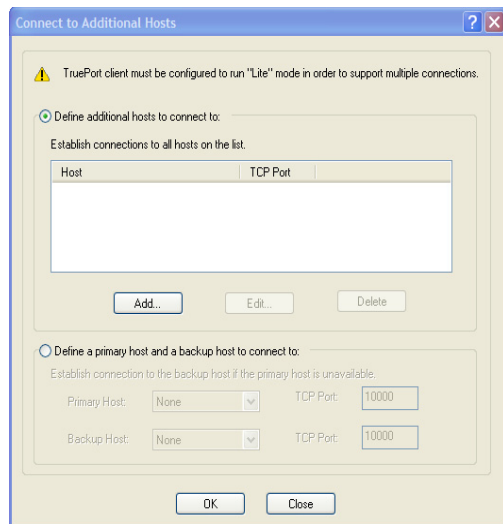 Connect to Additional Hosts
TruePort client must be configured to run "Lite" mode in order to support multiple connections.
Define additional hosts to connect to:
Establish connections to all hosts on the list.
Host TCP Port
Add... Edit... Delete
Define a primary host and a backup host to connect to:
Establish connection to the backup host if the primary host is unavailable.
Primary Host: None TCP Port: 10000
Backup Host: None TCP Port: 10000
OK Close